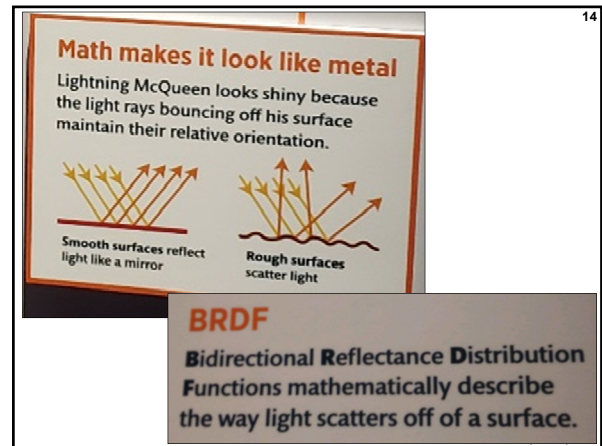 14
Math makes it look like metal
Lightning McQueen looks shiny because
the light rays bouncing off his surface
maintain their relative orientation.
Smooth surfaces reflect
light like a mirror
Rough surfaces
scatter light
BRDF
Bidirectional Reflectance Distribution
Functions mathematically describe
the way light scatters off of a surface.